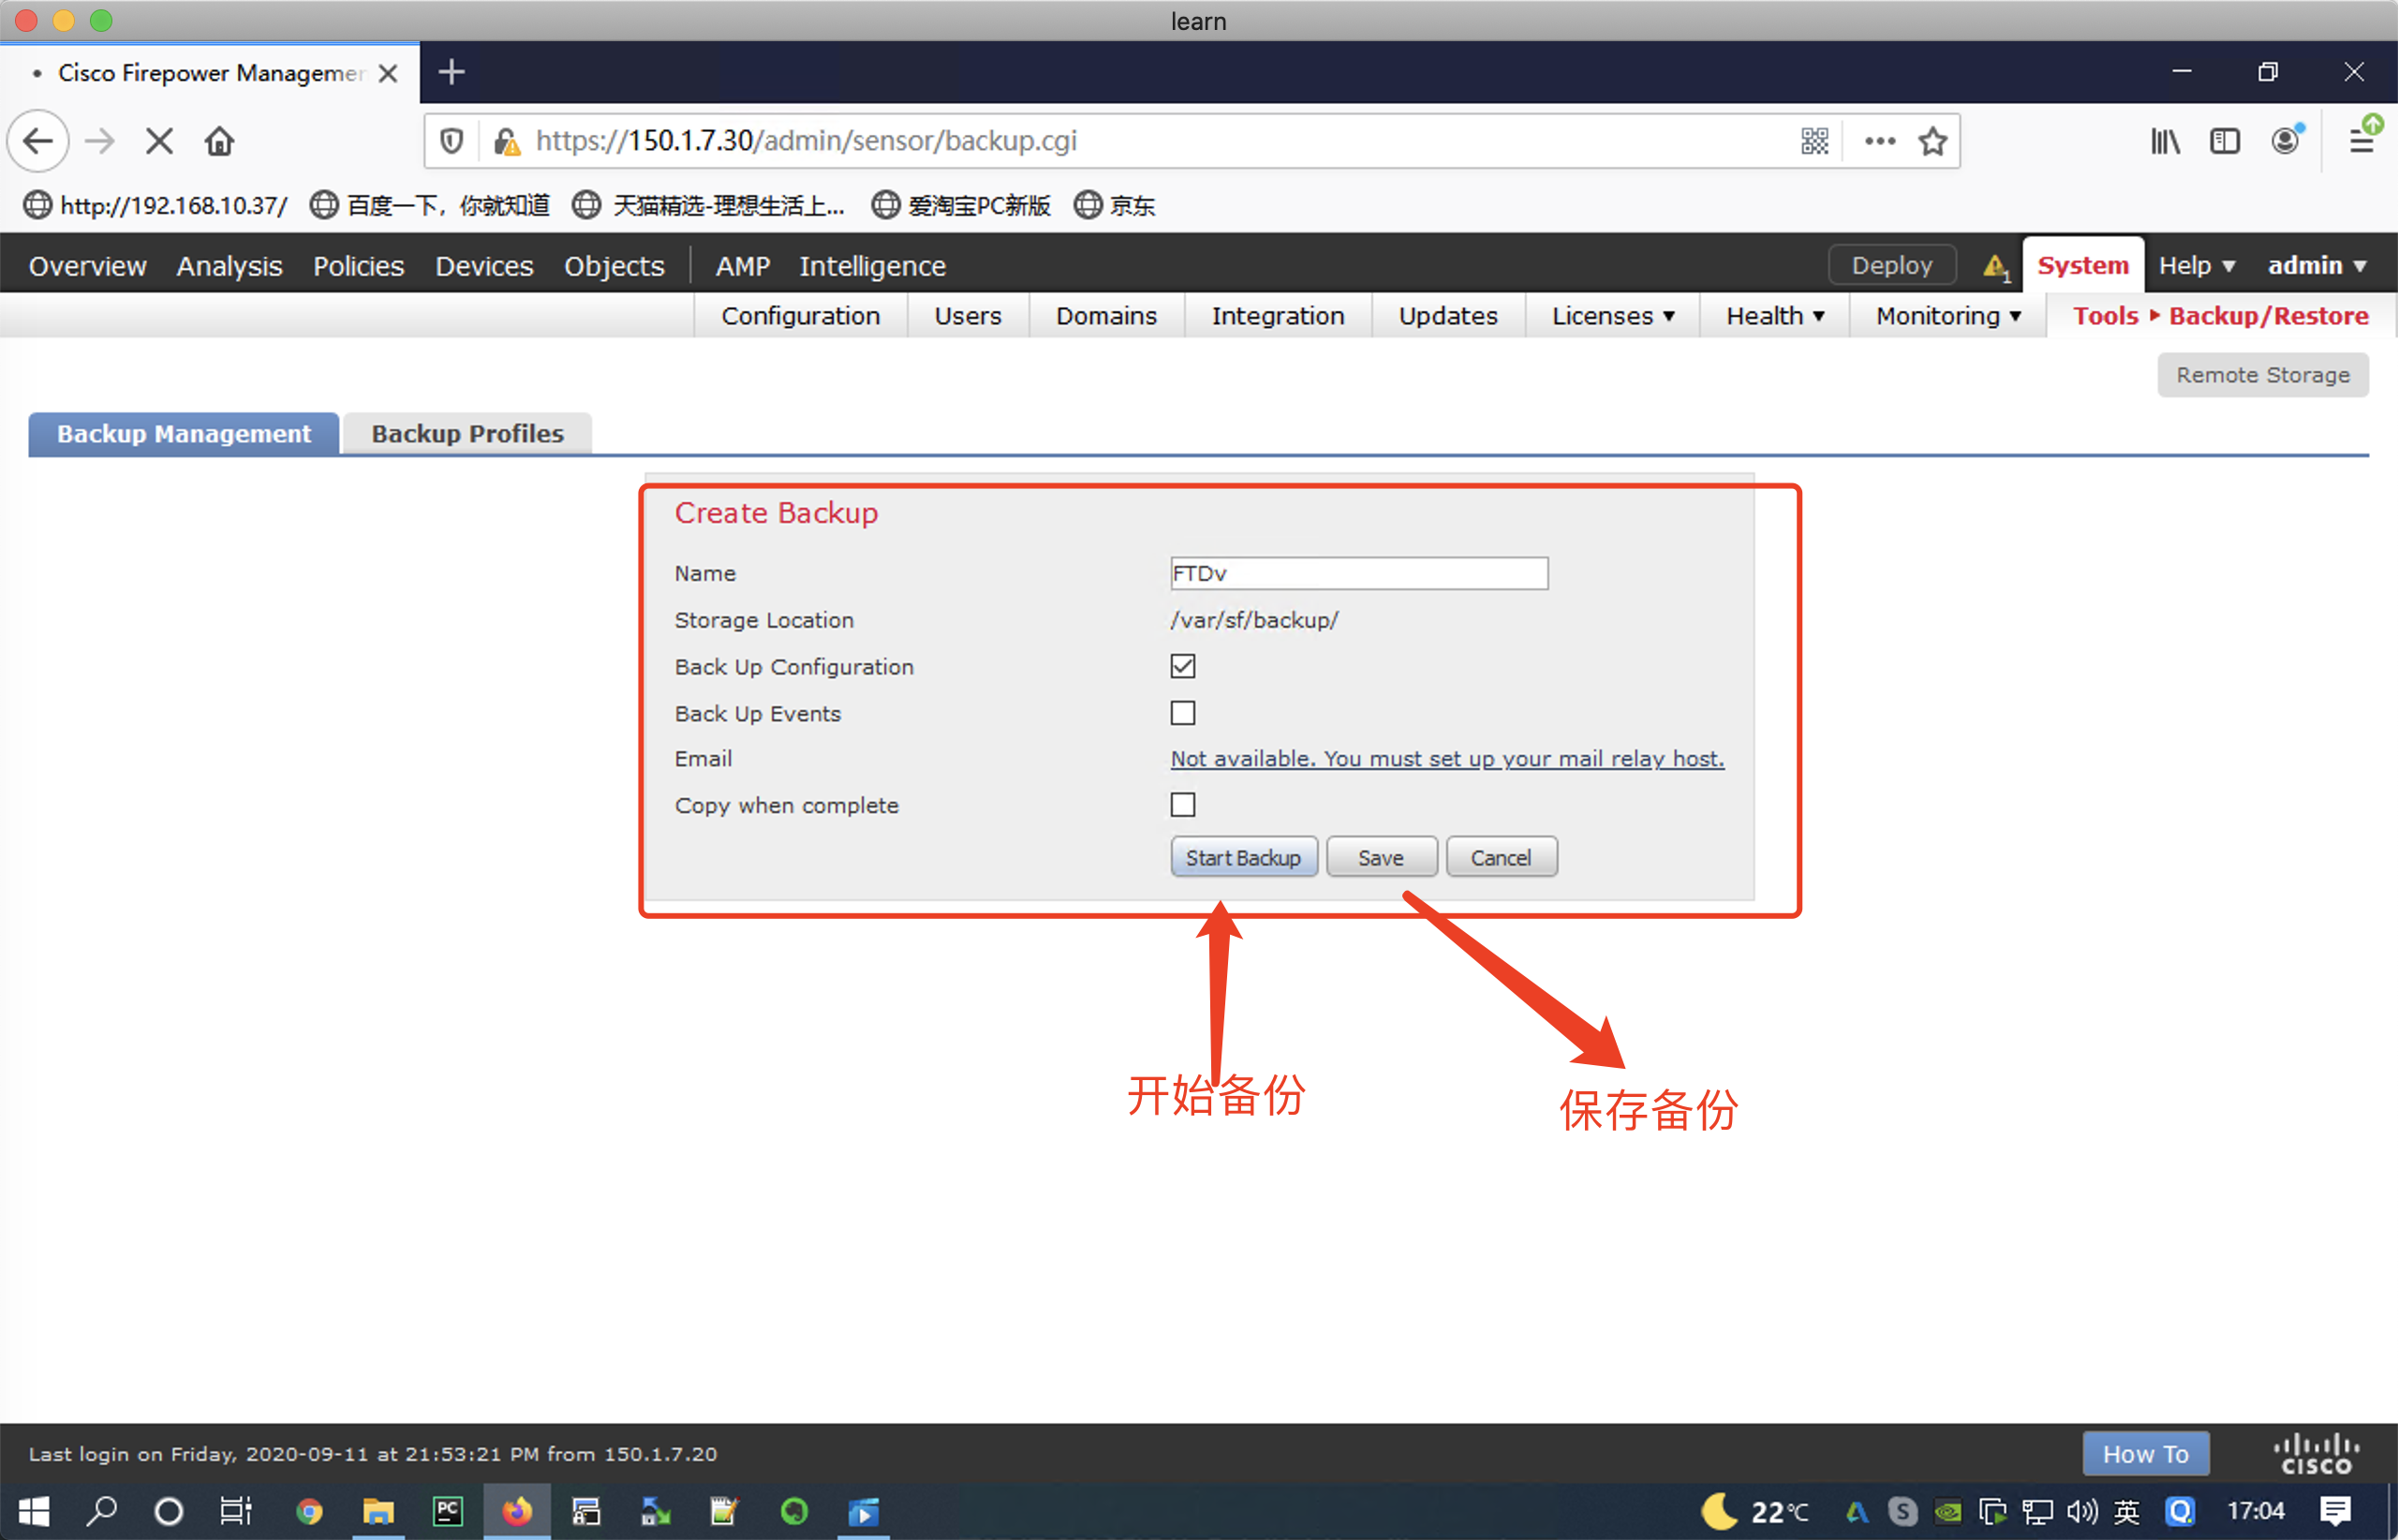 learn
Cisco Firepower Managemen
https://150.1.7.30/admin/sensor/backup.cgi
http://192.168.10.37/ 百度一下，你就知道 天猫精选-理想生活上... 爱淘宝PC新版 京东
Overview Analysis Policies Devices Objects AMP Intelligence Deploy 1 System Help admin
Configuration Users Domains Integration Updates Licenses Health Monitoring Tools Backup/Restore
Remote Storage
Backup Management Backup Profiles
Create Backup
Name FTDv
Storage Location /var/sf/backup/
Back Up Configuration
Back Up Events
Email Not available. You must set up your mail relay host.
Copy when complete
Start Backup Save Cancel
开始备份
保存备份
Last login on Friday, 2020-09-11 at 21:53:21 PM from 150.1.7.20 How To CISCO
PC 22℃ S 英 Q 17:04